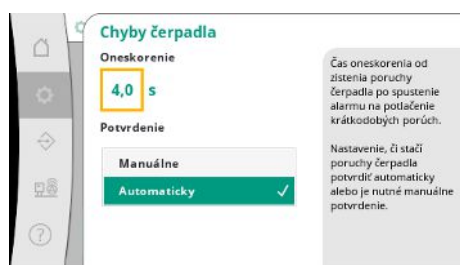 Chyby čerpadla
Oneskorenie
4,0 s
Potvrdenie
Manuálne
Automaticky
Čas oneskorenia od
zistenia poruchy
čerpadla po spustenie
alarmu na potlačenie
krátkodobých porúch.
Nastavenie, či stačí
poruchy čerpadla
potvrdiť automaticky
alebo je nutné manuálne
potvrdenie.